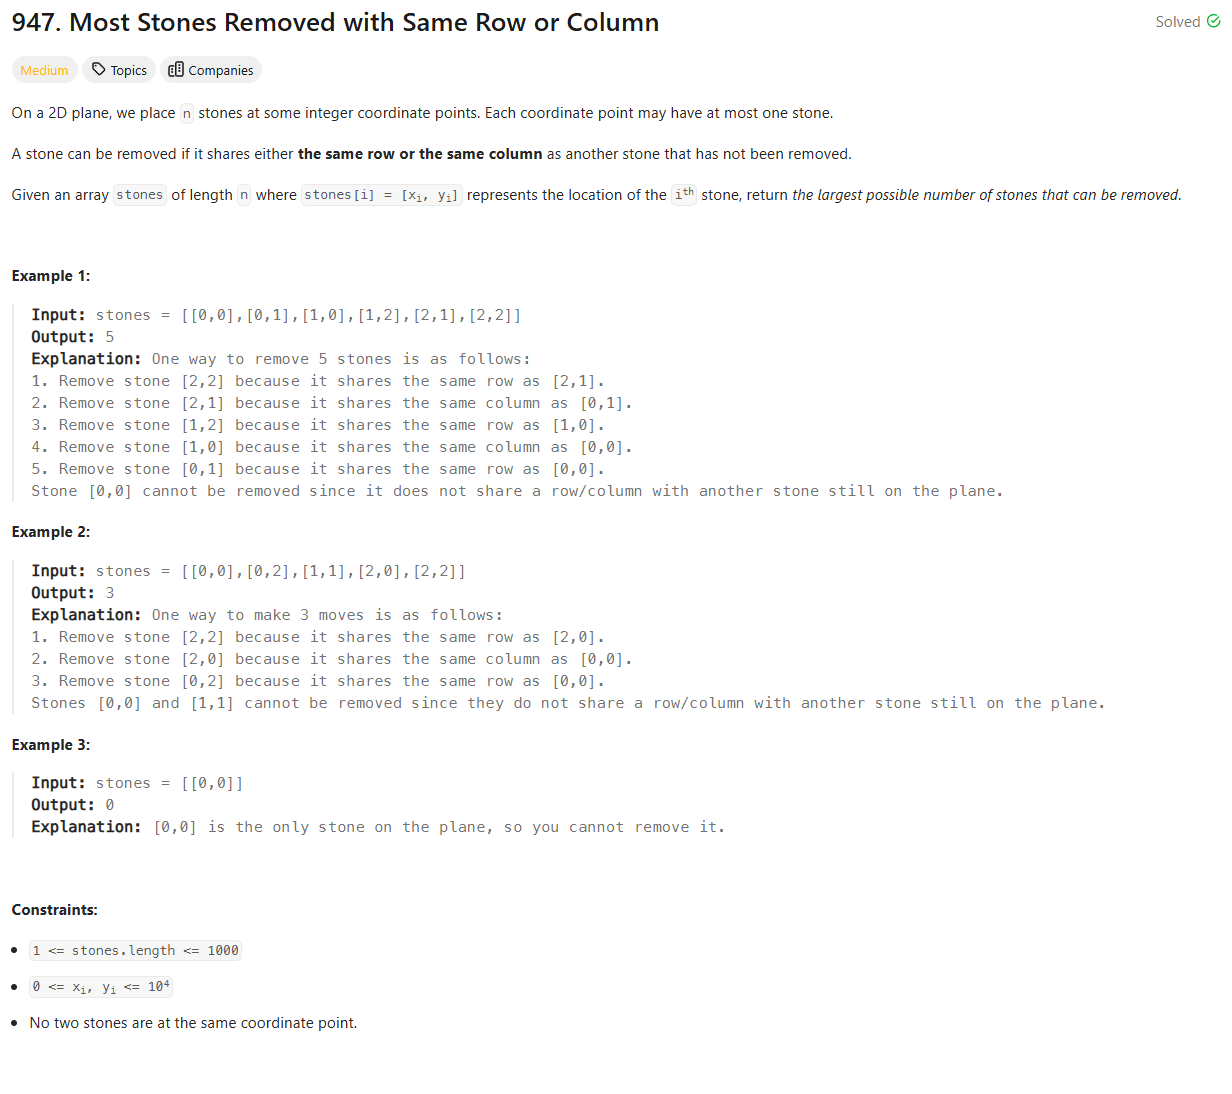 947. Most Stones Removed with Same Row or Column
Solved
Medium Topics Companies
On a 2D plane, we place n stones at some integer coordinate points. Each coordinate point may have at most one stone.
A stone can be removed if it shares either the same row or the same column as another stone that has not been removed.
Given an array stones of length n where stones[i] = [xᵢ, yᵢ] represents the location of the iᵗʰ stone, return the largest possible number of stones that can be removed.
Example 1:
Input: stones = [[0,0],[0,1],[1,0],[1,2],[2,1],[2,2]]
Output: 5
Explanation: One way to remove 5 stones is as follows:
1. Remove stone [2,2] because it shares the same row as [2,1].
2. Remove stone [2,1] because it shares the same column as [0,1].
3. Remove stone [1,2] because it shares the same row as [1,0].
4. Remove stone [1,0] because it shares the same column as [0,0].
5. Remove stone [0,1] because it shares the same row as [0,0].
Stone [0,0] cannot be removed since it does not share a row/column with another stone still on the plane.
Example 2:
Input: stones = [[0,0],[0,2],[1,1],[2,0],[2,2]]
Output: 3
Explanation: One way to make 3 moves is as follows:
1. Remove stone [2,2] because it shares the same row as [2,0].
2. Remove stone [2,0] because it shares the same column as [0,0].
3. Remove stone [0,2] because it shares the same row as [0,0].
Stones [0,0] and [1,1] cannot be removed since they do not share a row/column with another stone still on the plane.
Example 3:
Input: stones = [[0,0]]
Output: 0
Explanation: [0,0] is the only stone on the plane, so you cannot remove it.
Constraints:
• 1 <= stones.length <= 1000
• 0 <= xᵢ, yᵢ <= 10⁴
• No two stones are at the same coordinate point.